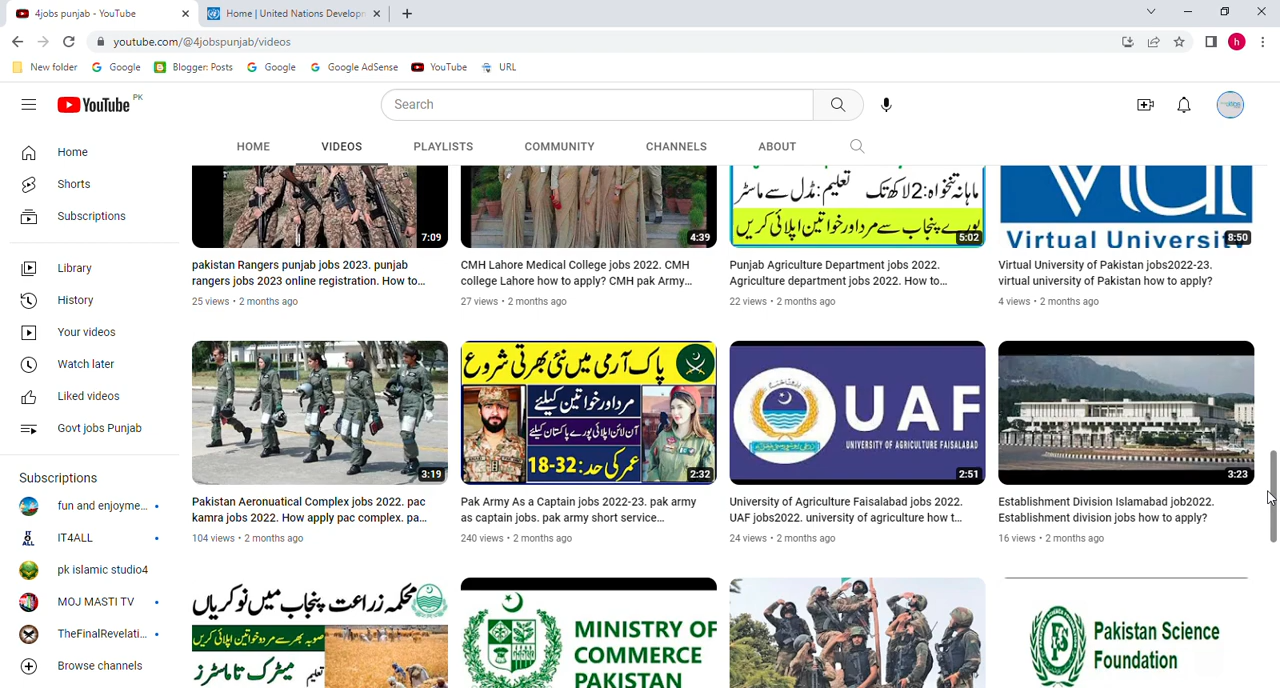 4jobs punjab - YouTube
Home | United Nations Developm
youtube.com/@4jobspunjab/videos
h
New folder
Google
Blogger: Posts
Google
Google AdSense
YouTube
URL
YouTube PK
Search
HOME
VIDEOS
PLAYLISTS
COMMUNITY
CHANNELS
ABOUT
Home
Shorts
Subscriptions
Library
History
Your videos
Watch later
Liked videos
Govt jobs Punjab
Subscriptions
fun and enjoyme...
IT4ALL
pk islamic studio4
MOJ MASTI TV
TheFinalRevelati...
Browse channels
7:09
pakistan Rangers punjab jobs 2023. punjab
rangers jobs 2023 online registration. How to...
25 views • 2 months ago
4:39
CMH Lahore Medical College jobs 2022. CMH
college Lahore how to apply? CMH pak Army...
27 views • 2 months ago
ماہانہ تنخواہ: 2 لاکھ تک تعلیم: مڈل سے ماسٹر
پورے پنجاب سے مرد اور خواتین اپلائی کریں
5:02
Punjab Agriculture Department jobs 2022.
Agriculture department jobs 2022. How to...
22 views • 2 months ago
Virtual University
8:50
Virtual University of Pakistan jobs2022-23.
virtual university of Pakistan how to apply?
4 views • 2 months ago
3:19
Pakistan Aeronuatical Complex jobs 2022. pac
kamra jobs 2022. How apply pac complex. pa...
104 views • 2 months ago
پاک آرمی میں نئی بھرتی شروع
مرد اور خواتین کیلئے
آن لائن اپلائی پورے پاکستان کیلئے
عمر کی حد: 18-32
2:32
Pak Army As a Captain jobs 2022-23. pak army
as captain jobs. pak army short service...
240 views • 2 months ago
UAF
UNIVERSITY OF AGRICULTURE FAISALABAD
2:51
University of Agriculture Faisalabad jobs 2022.
UAF jobs2022. university of agriculture how t...
24 views • 2 months ago
3:23
Establishment Division Islamabad job2022.
Establishment division jobs how to apply?
16 views • 2 months ago
محکمہ زراعت پنجاب میں نوکریاں
صوبہ بھر سے مرد و خواتین اپلائی کریں
تعلیم میٹرک تا ماسٹرز
MINISTRY OF
COMMERCE
PAKISTAN
Pakistan Science
Foundation